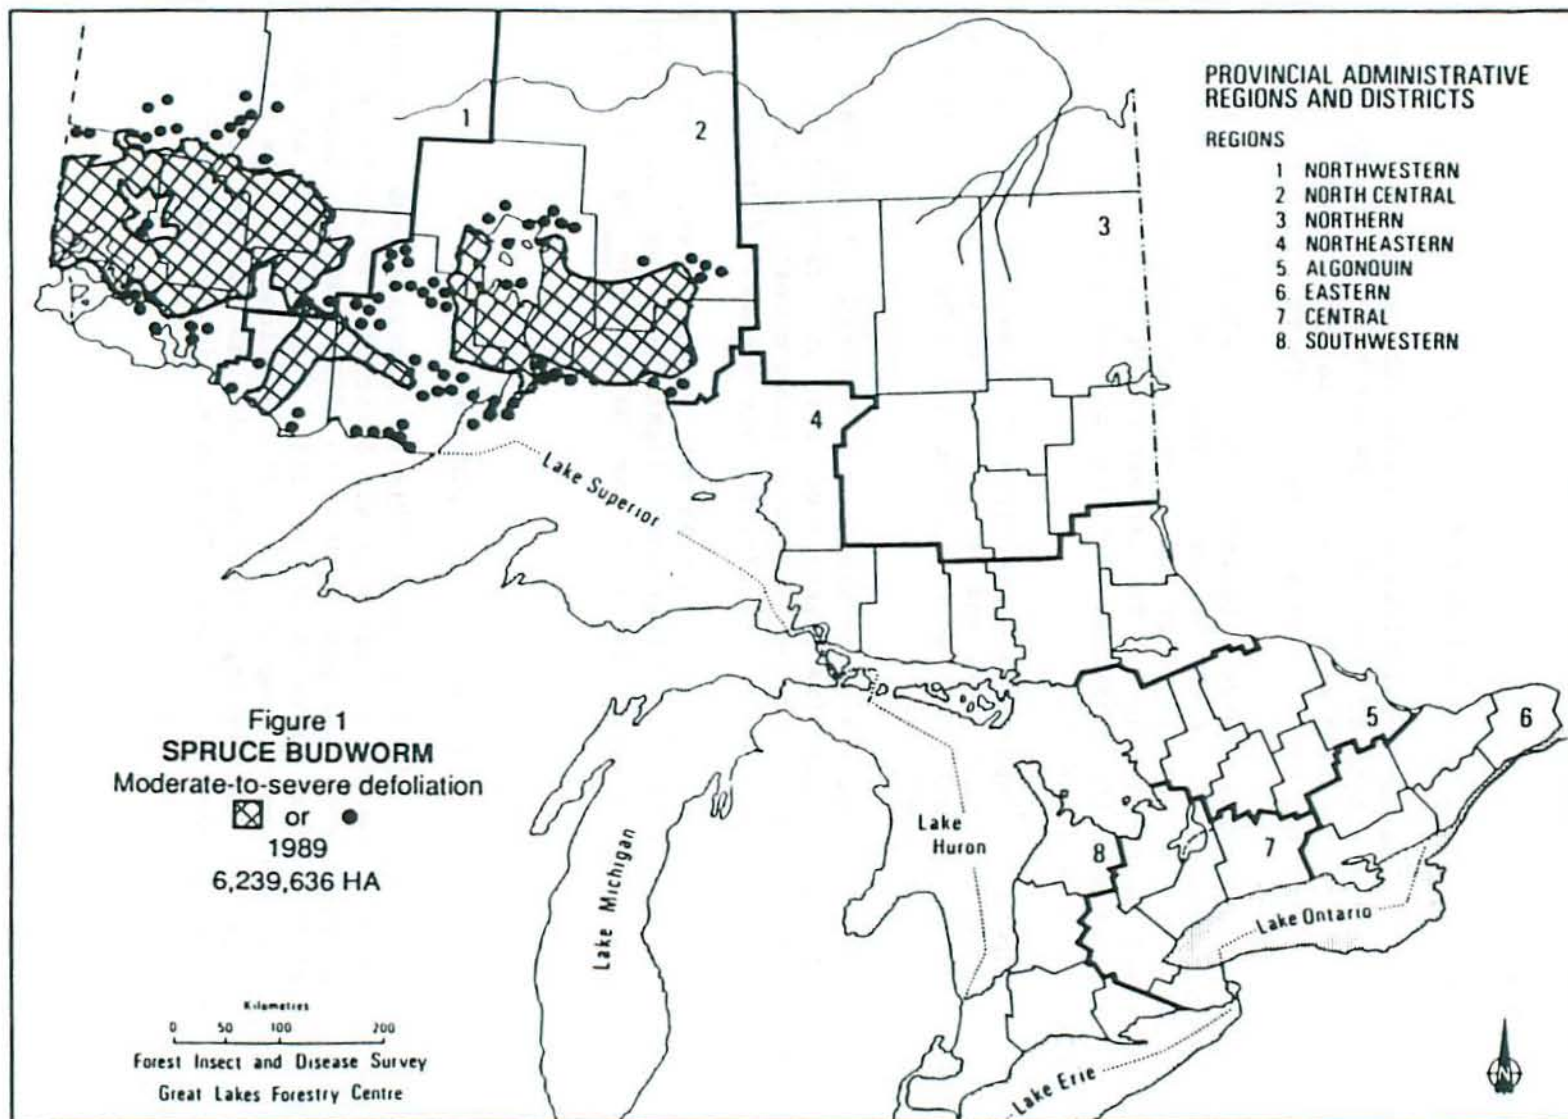 PROVINCIAL ADMINISTRATIVE
REGIONS AND DISTRICTS
REGIONS
1 NORTHWESTERN
2 NORTH CENTRAL
3 NORTHERN
4 NORTHEASTERN
5 ALGONQUIN
6 EASTERN
7 CENTRAL
8 SOUTHWESTERN
1
2
3
4
5
6
7
8
Lake Superior
Lake Michigan
Lake
Huron
Lake Ontario
Lake Erie
Figure 1
SPRUCE BUDWORM
Moderate-to-severe defoliation
or
1989
6,239,636 HA
Kilometres
0 50 100 200
Forest Insect and Disease Survey
Great Lakes Forestry Centre
N